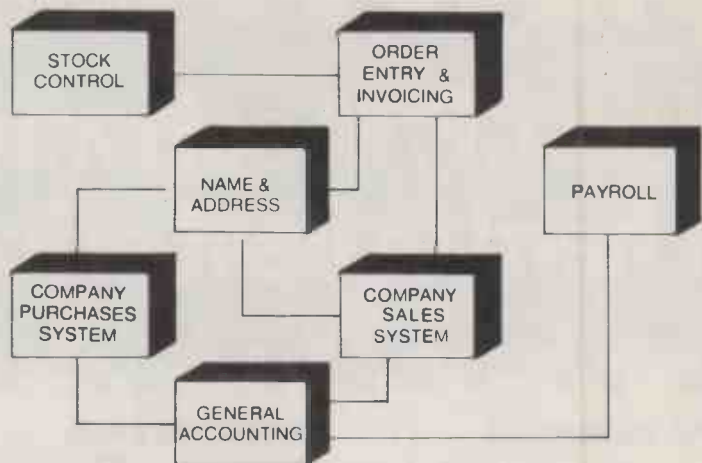 STOCK
CONTROL
ORDER
ENTRY &
INVOICING
NAME &
ADDRESS
PAYROLL
COMPANY
PURCHASES
SYSTEM
COMPANY
SALES
SYSTEM
GENERAL
ACCOUNTING